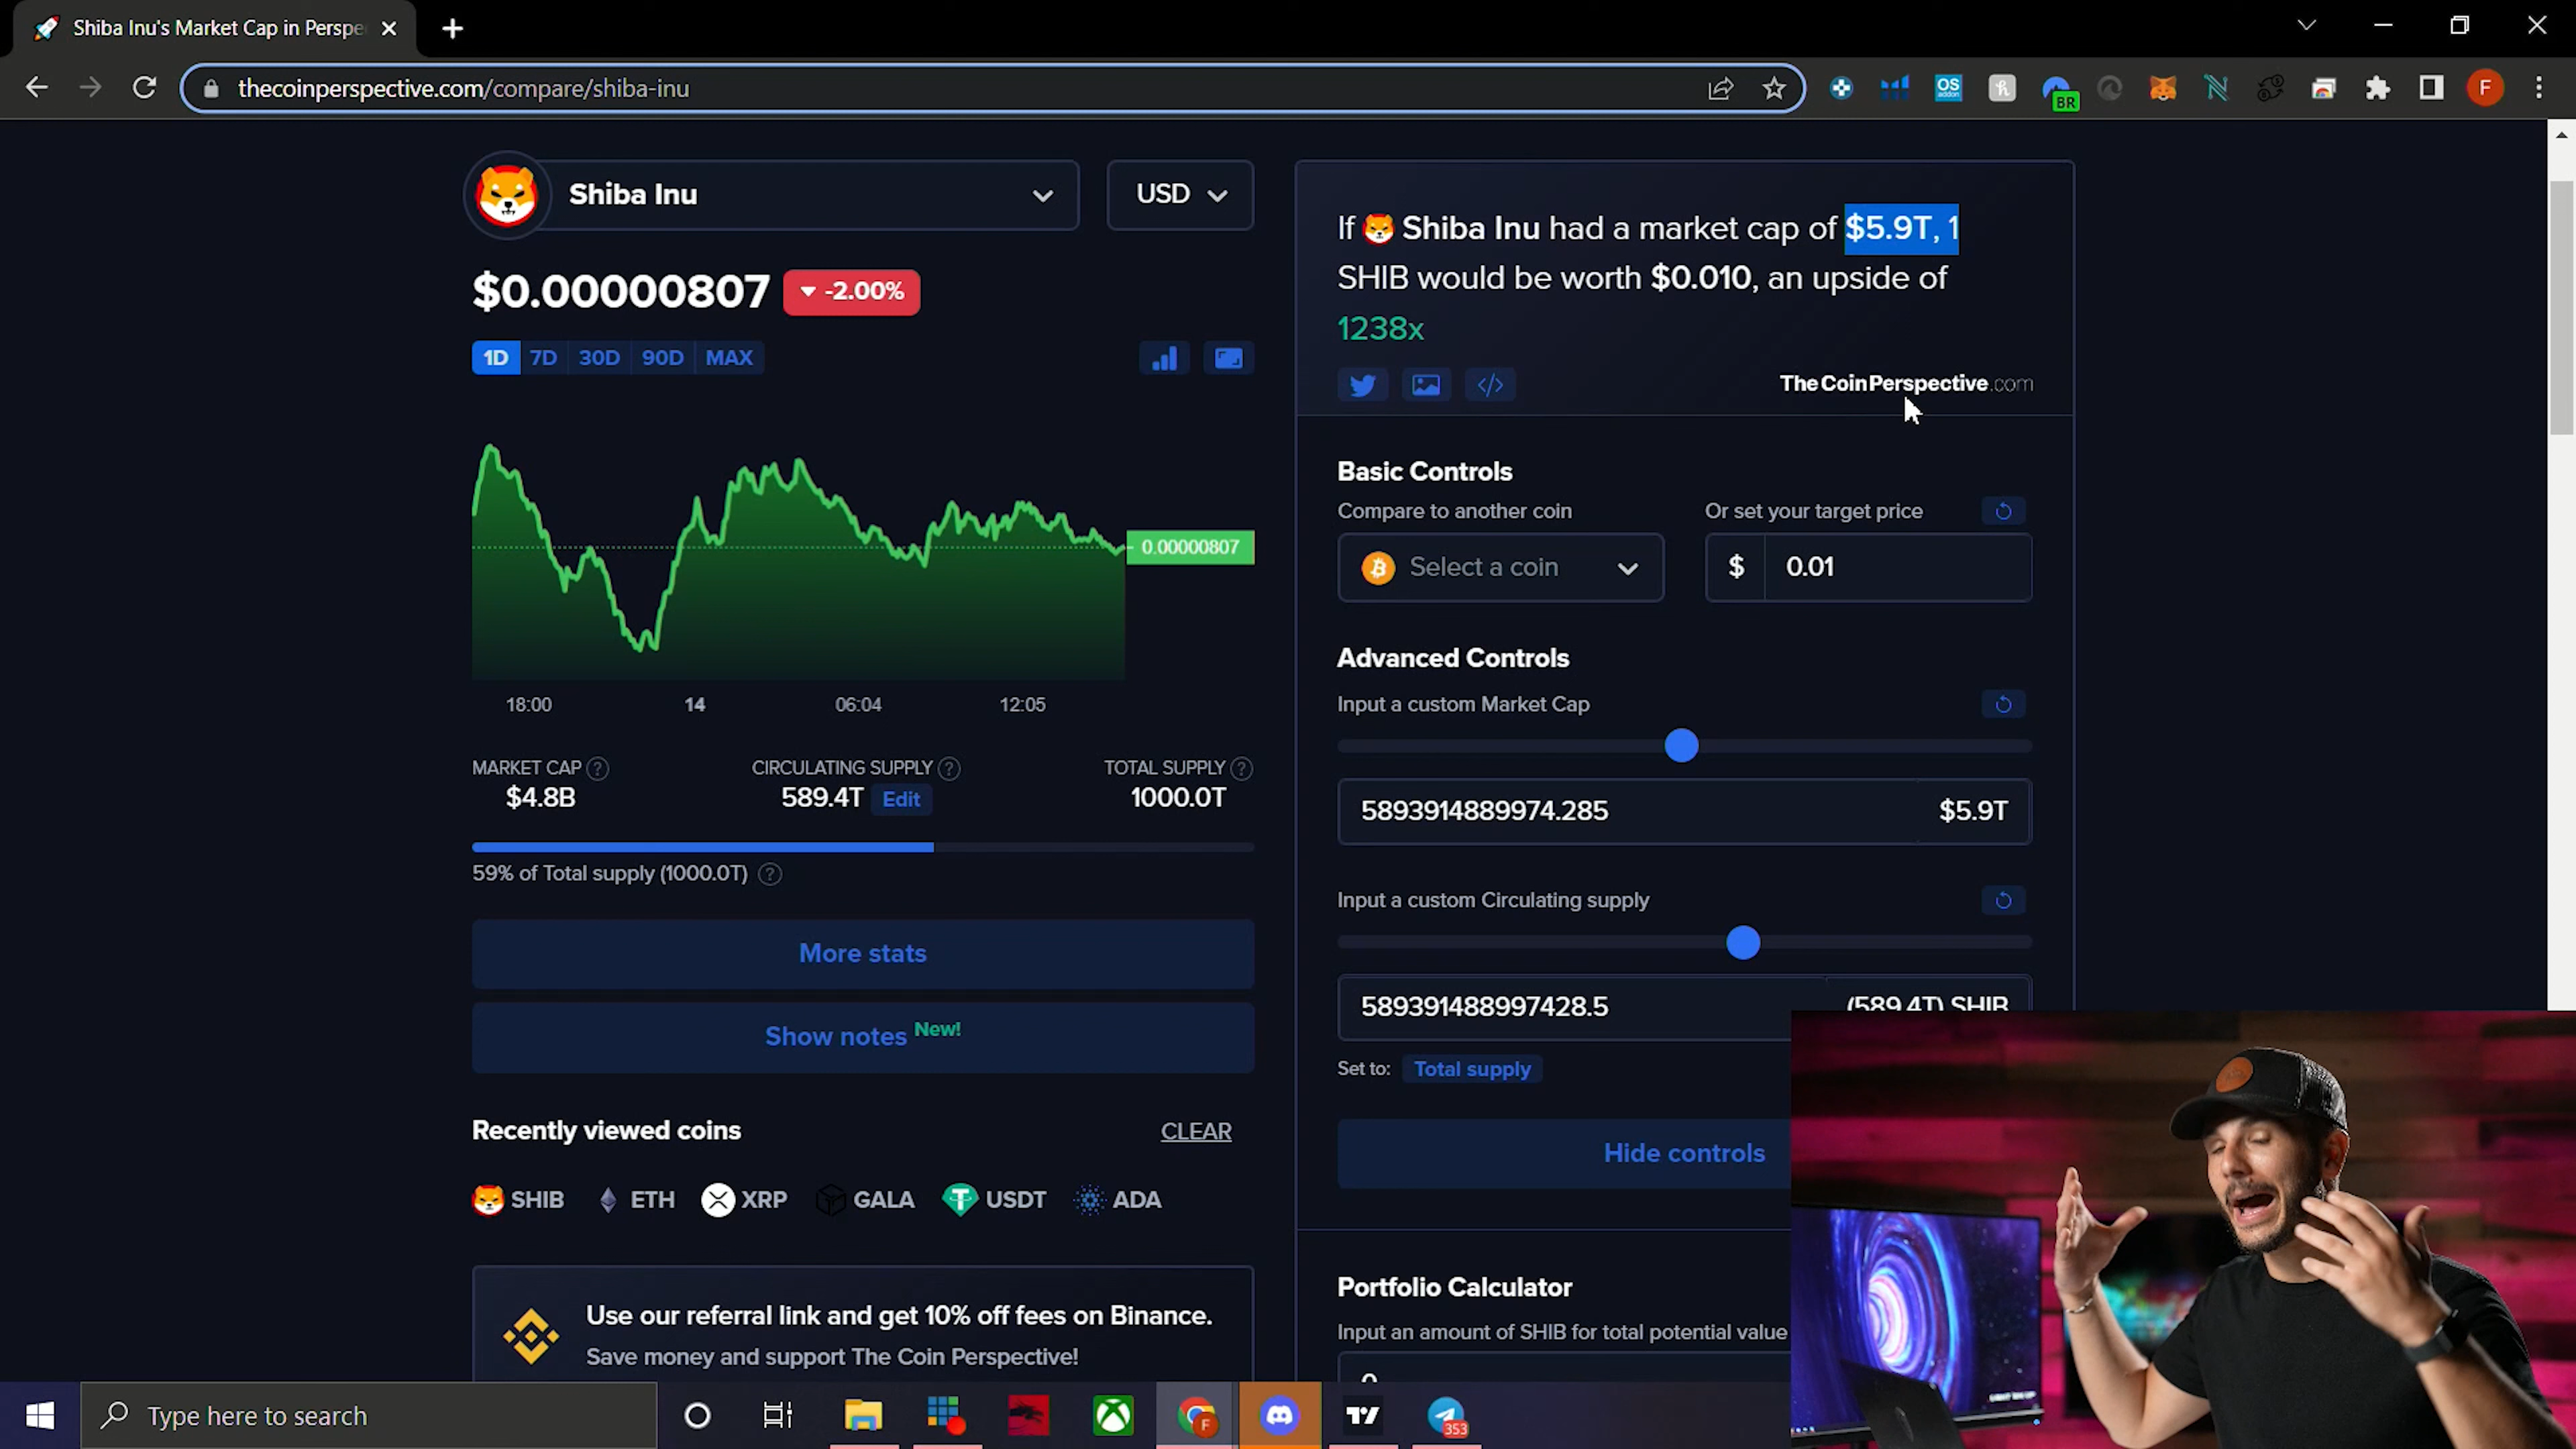 Shiba Inu's Market Cap in Perspe
thecoinperspective.com/compare/shiba-inu
OS
addon
BR
F
Shiba Inu
USD
$0.00000807
-2.00%
1D 7D 30D 90D MAX
0.00000807
18:00 14 06:04 12:05
MARKET CAP ? CIRCULATING SUPPLY ? TOTAL SUPPLY ?
$4.8B 589.4T Edit 1000.0T
59% of Total supply (1000.0T) ?
More stats
Show notes New!
Recently viewed coins CLEAR
SHIB ETH XRP GALA USDT ADA
Use our referral link and get 10% off fees on Binance.
Save money and support The Coin Perspective!
If Shiba Inu had a market cap of $5.9T, 1
SHIB would be worth $0.010, an upside of
1238x
</>
TheCoinPerspective.com
Basic Controls
Compare to another coin Or set your target price
Select a coin $ 0.01
Advanced Controls
Input a custom Market Cap
5893914889974.285 $5.9T
Input a custom Circulating supply
589391488997428.5 (589.4T) SHIB
Set to: Total supply
Hide controls
Portfolio Calculator
Input an amount of SHIB for total potential value
0
Type here to search
F
353